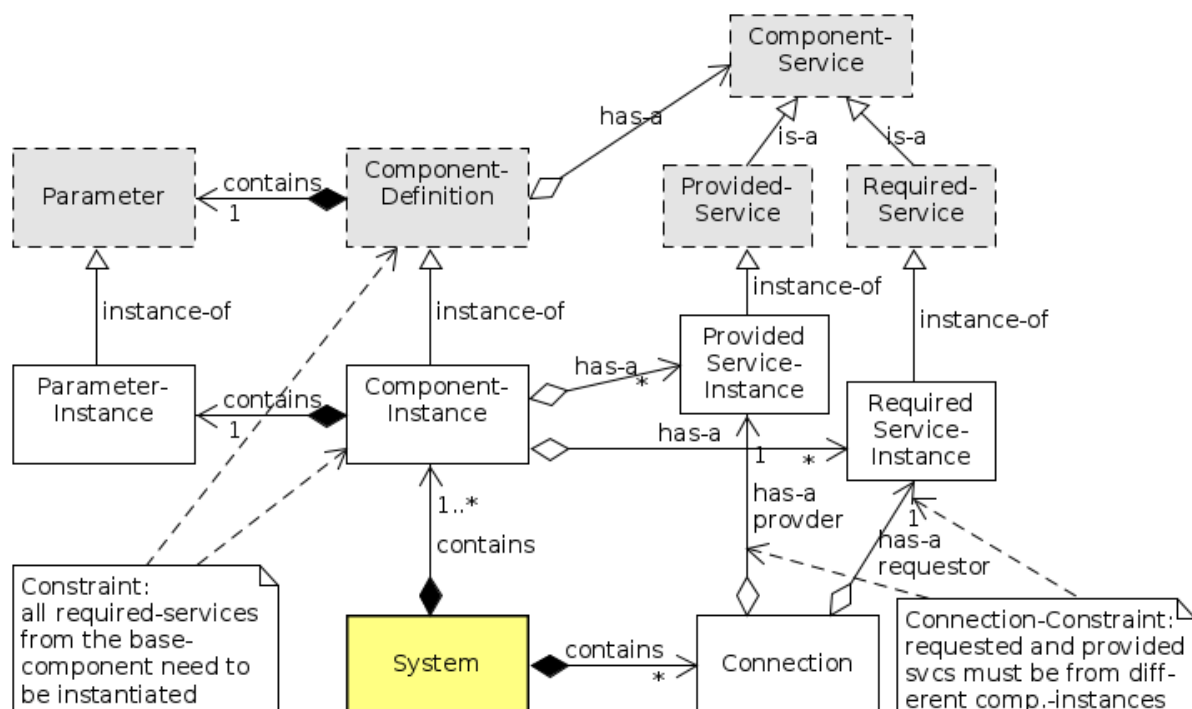 Component-
Service
has-a
is-a
is-a
Parameter
contains
1
Component-
Definition
Provided-
Service
Required-
Service
instance-of
instance-of
instance-of
instance-of
Parameter-
Instance
contains
1
Component-
Instance
has-a
*
Provided
Service-
Instance
has-a
*
Required
Service-
Instance
1..*
contains
1
has-a
provder
1
has-a
requestor
Constraint:
all required-services
from the base-
component need to
be instantiated
System
contains
*
Connection
Connection-Constraint:
requested and provided
svcs must be from diff-
erent comp.-instances